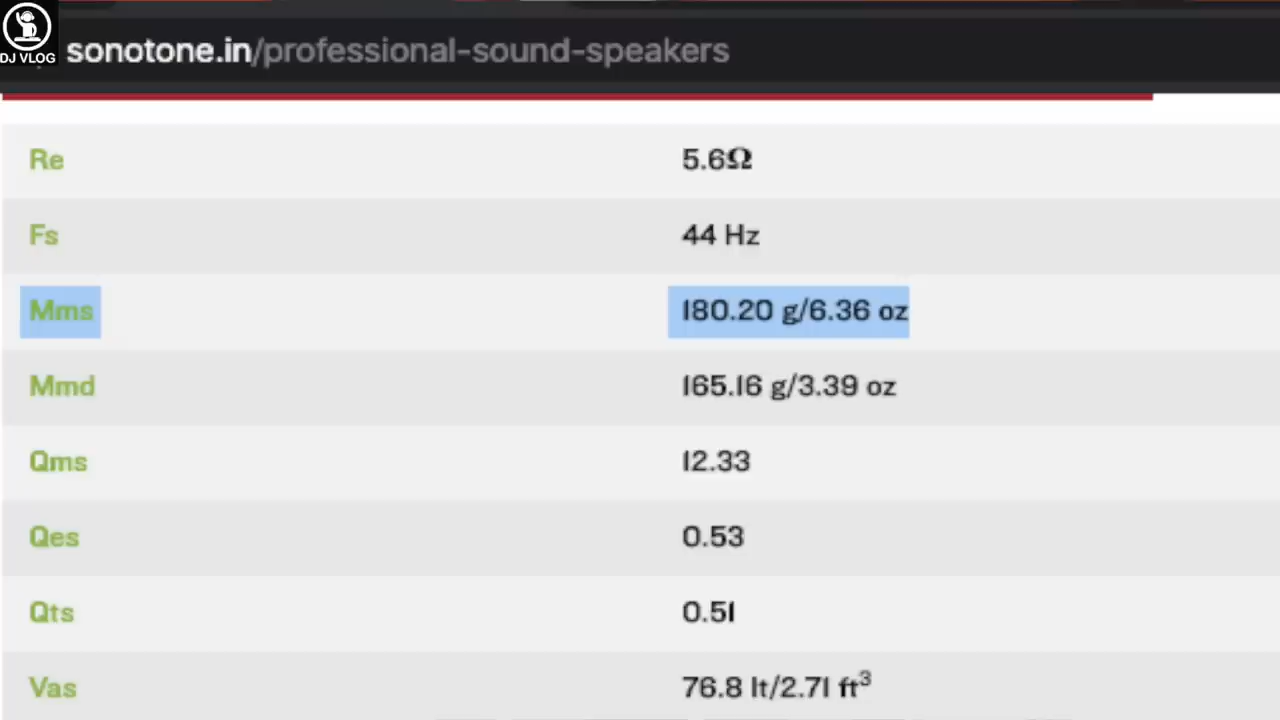 DJ VLOG
sonotone.in/professional-sound-speakers
Re 5.6Ω
Fs 44 Hz
Mms 180.20 g/6.36 oz
Mmd 165.16 g/3.39 oz
Qms 12.33
Qes 0.53
Qts 0.51
Vas 76.8 lt/2.71 ft³